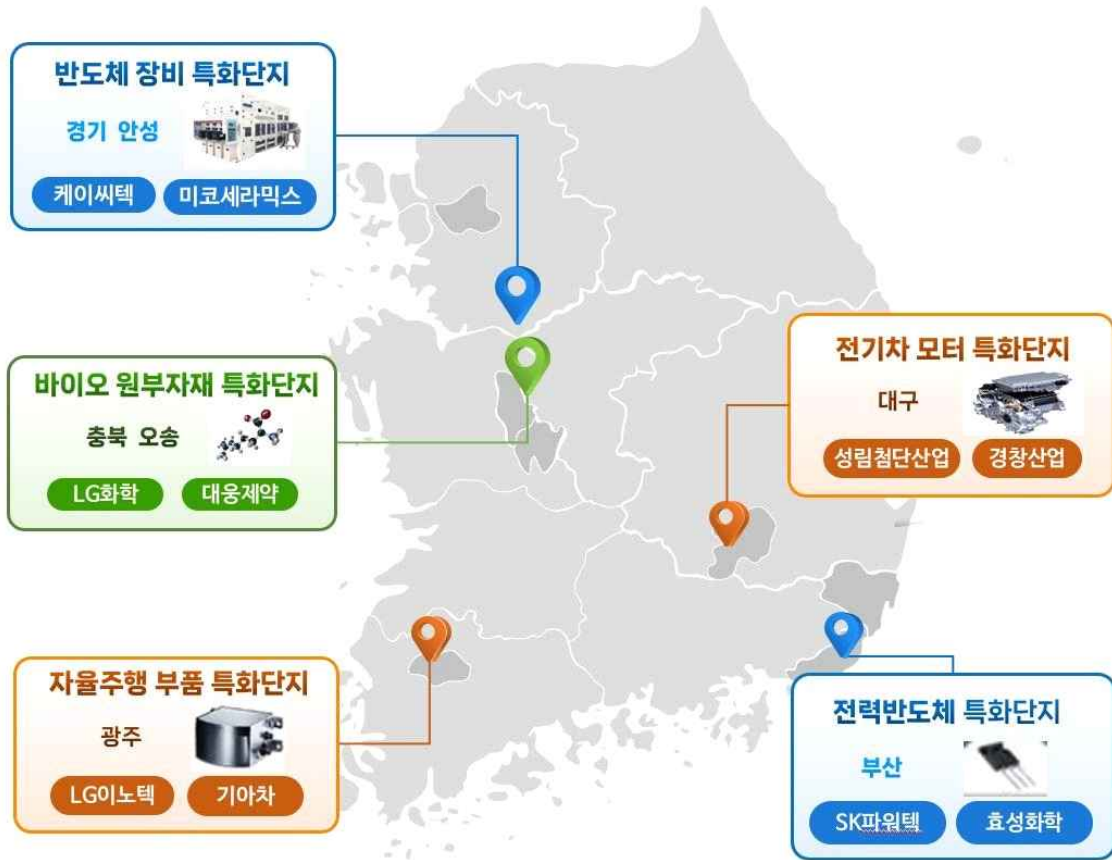 반도체 장비 특화단지
경기 안성
케이씨텍 미코세라믹스
바이오 원부자재 특화단지
충북 오송
LG화학 대웅제약
자율주행 부품 특화단지
광주
LG이노텍 기아차
전기차 모터 특화단지
대구
성림첨단산업 경창산업
전력반도체 특화단지
부산
SK파워텍 효성화학